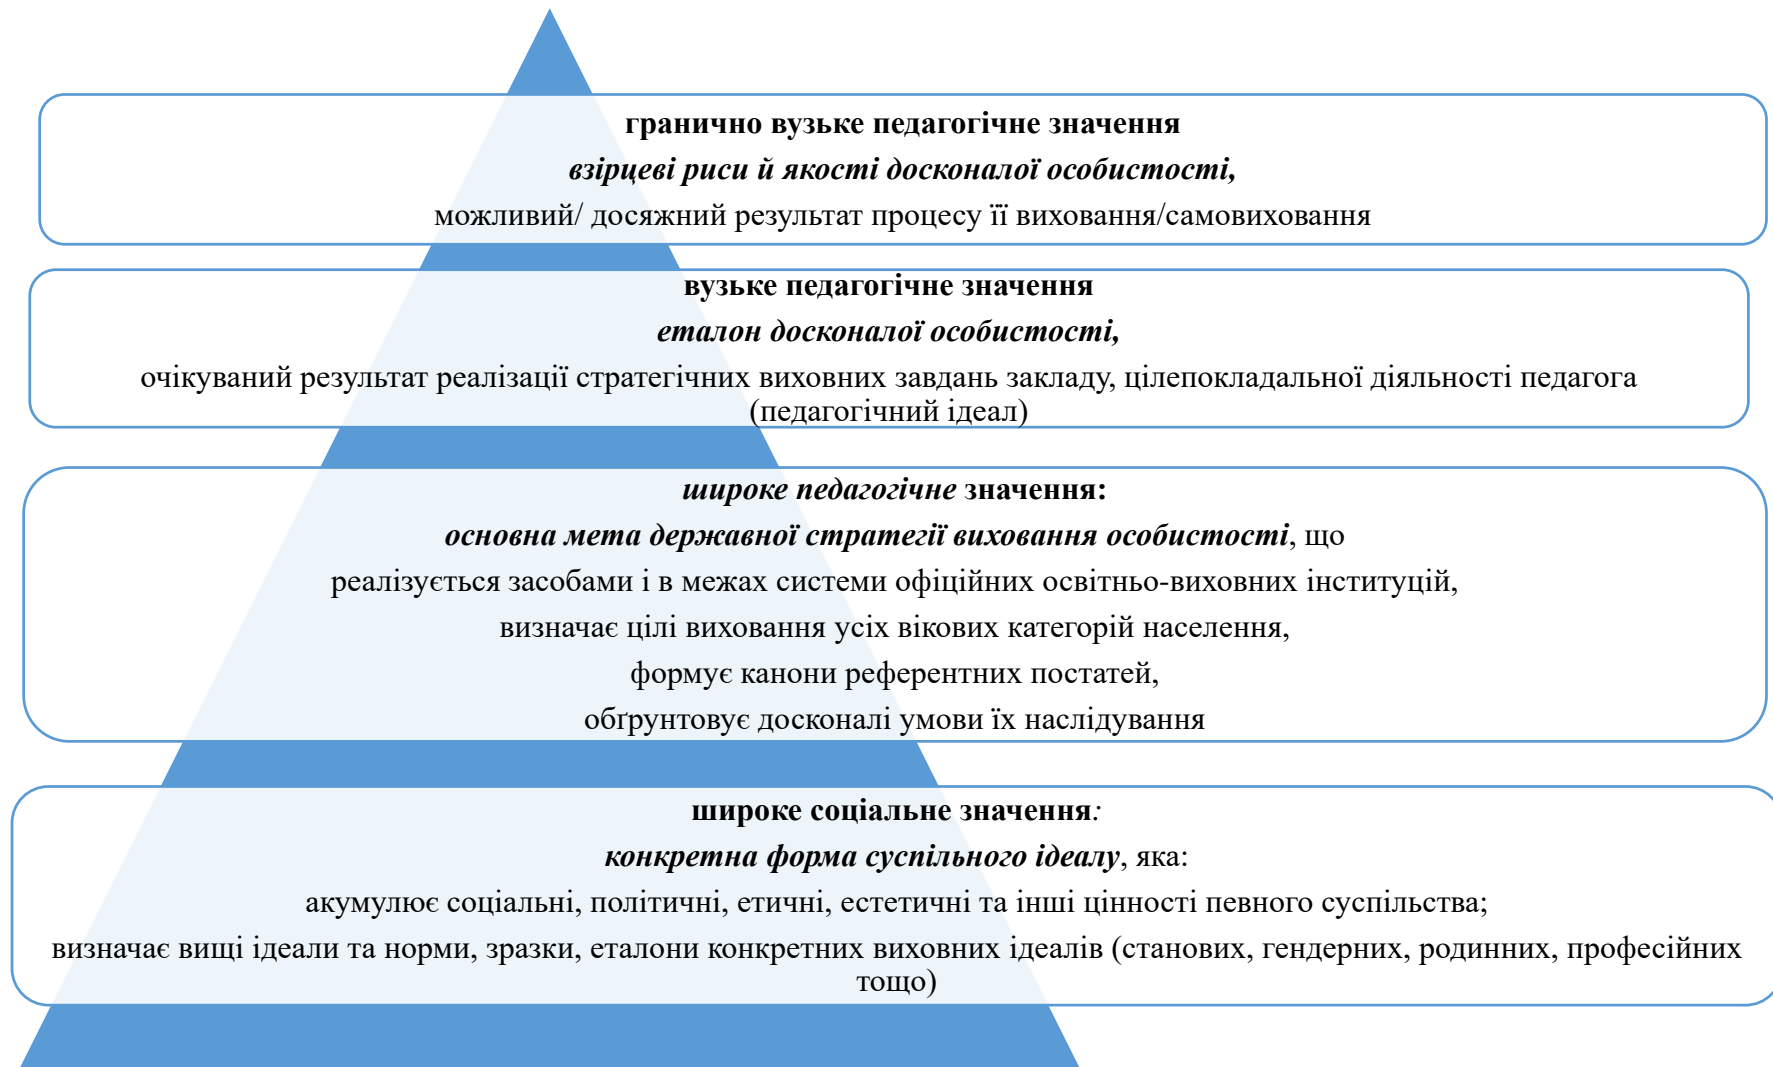 гранично вузьке педагогічне значення
взірцеві риси й якості досконалої особистості,
можливий/ досяжний результат процесу її виховання/самовиховання
вузьке педагогічне значення
еталон досконалої особистості,
очікуваний результат реалізації стратегічних виховних завдань закладу, цілепокладальної діяльності педагога
(педагогічний ідеал)
широке педагогічне значення:
основна мета державної стратегії виховання особистості, що
реалізується засобами і в межах системи офіційних освітньо-виховних інституцій,
визначає цілі виховання усіх вікових категорій населення,
формує канони референтних постатей,
обґрунтовує досконалі умови їх наслідування
широке соціальне значення:
конкретна форма суспільного ідеалу, яка:
акумулює соціальні, політичні, етичні, естетичні та інші цінності певного суспільства;
визначає вищі ідеали та норми, зразки, еталони конкретних виховних ідеалів (станових, гендерних, родинних, професійних
тощо)